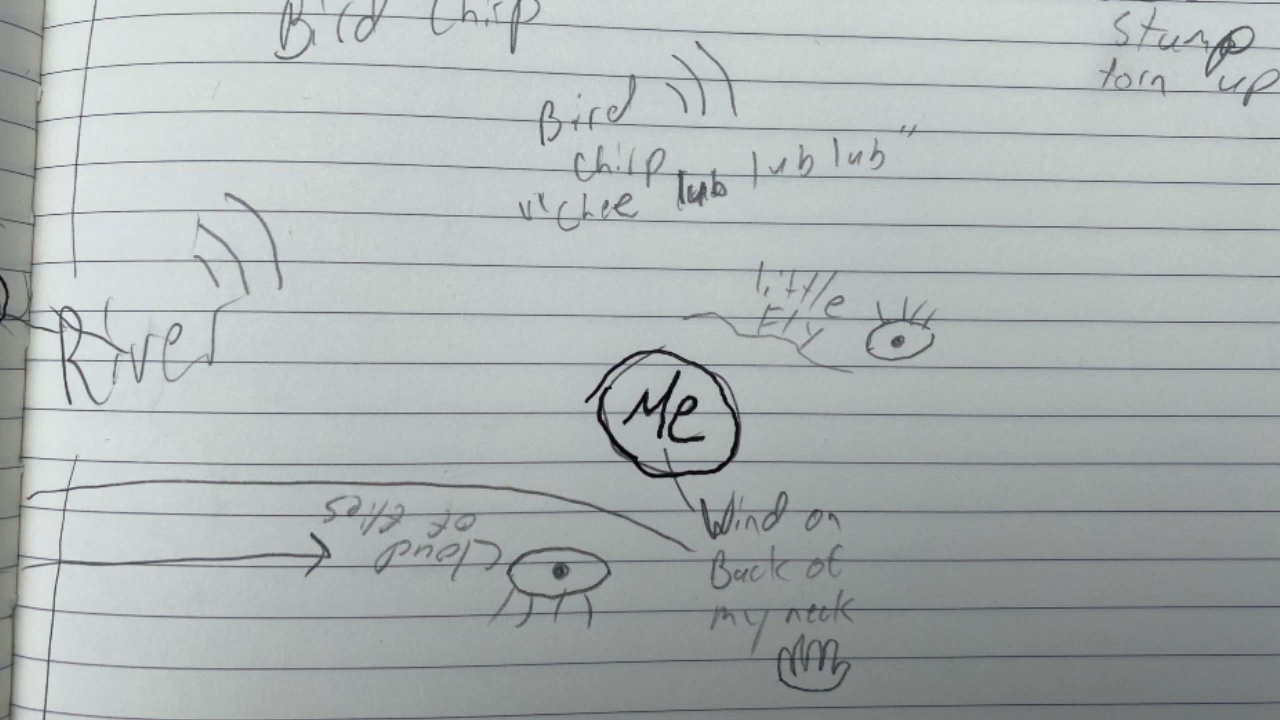 Bird Chirp
Stump
torn up
Bird
Chirp
"Chee lub lub lub"
River
little
Fly
Me
Wind on
Back of
my neck
Cloud
of flies